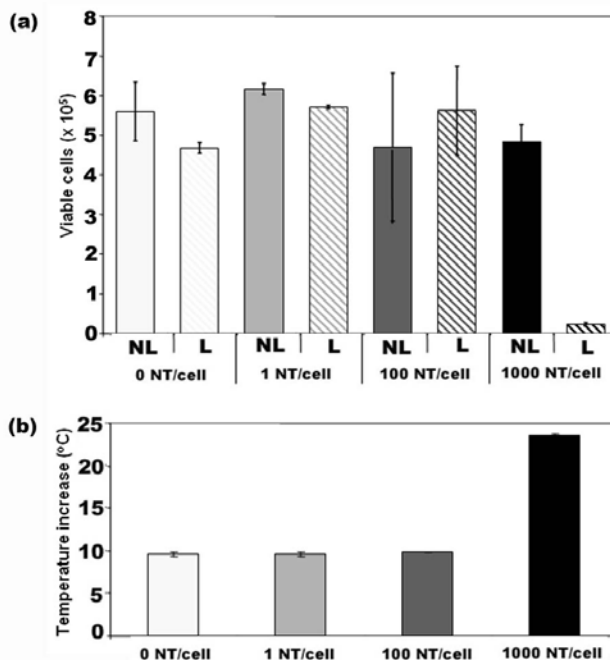 (a)
Viable cells (x 10⁵)
8
7
6
5
4
3
2
1
0
NL L NL L NL L NL L
0 NT/cell 1 NT/cell 100 NT/cell 1000 NT/cell
(b)
Temperature increase (°C)
25
20
15
10
5
0
0 NT/cell 1 NT/cell 100 NT/cell 1000 NT/cell